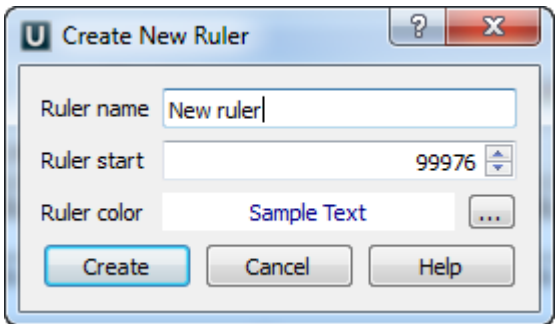 U Create New Ruler ?
Ruler name New ruler
Ruler start 99976
Ruler color Sample Text ...
Create Cancel Help